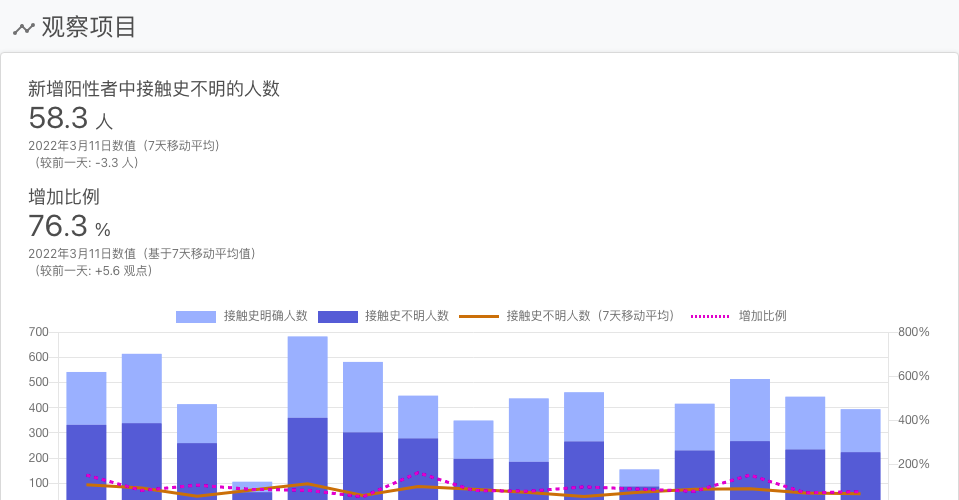 观察项目
新增阳性者中接触史不明的人数
58.3 人
2022年3月11日数值（7天移动平均）
（较前一天: -3.3 人）
增加比例
76.3 %
2022年3月11日数值（基于7天移动平均值）
（较前一天: +5.6 观点）
接触史明确人数 接触史不明人数 接触史不明人数（7天移动平均） 增加比例
700 800%
600
600%
500
400 400%
300
200 200%
100